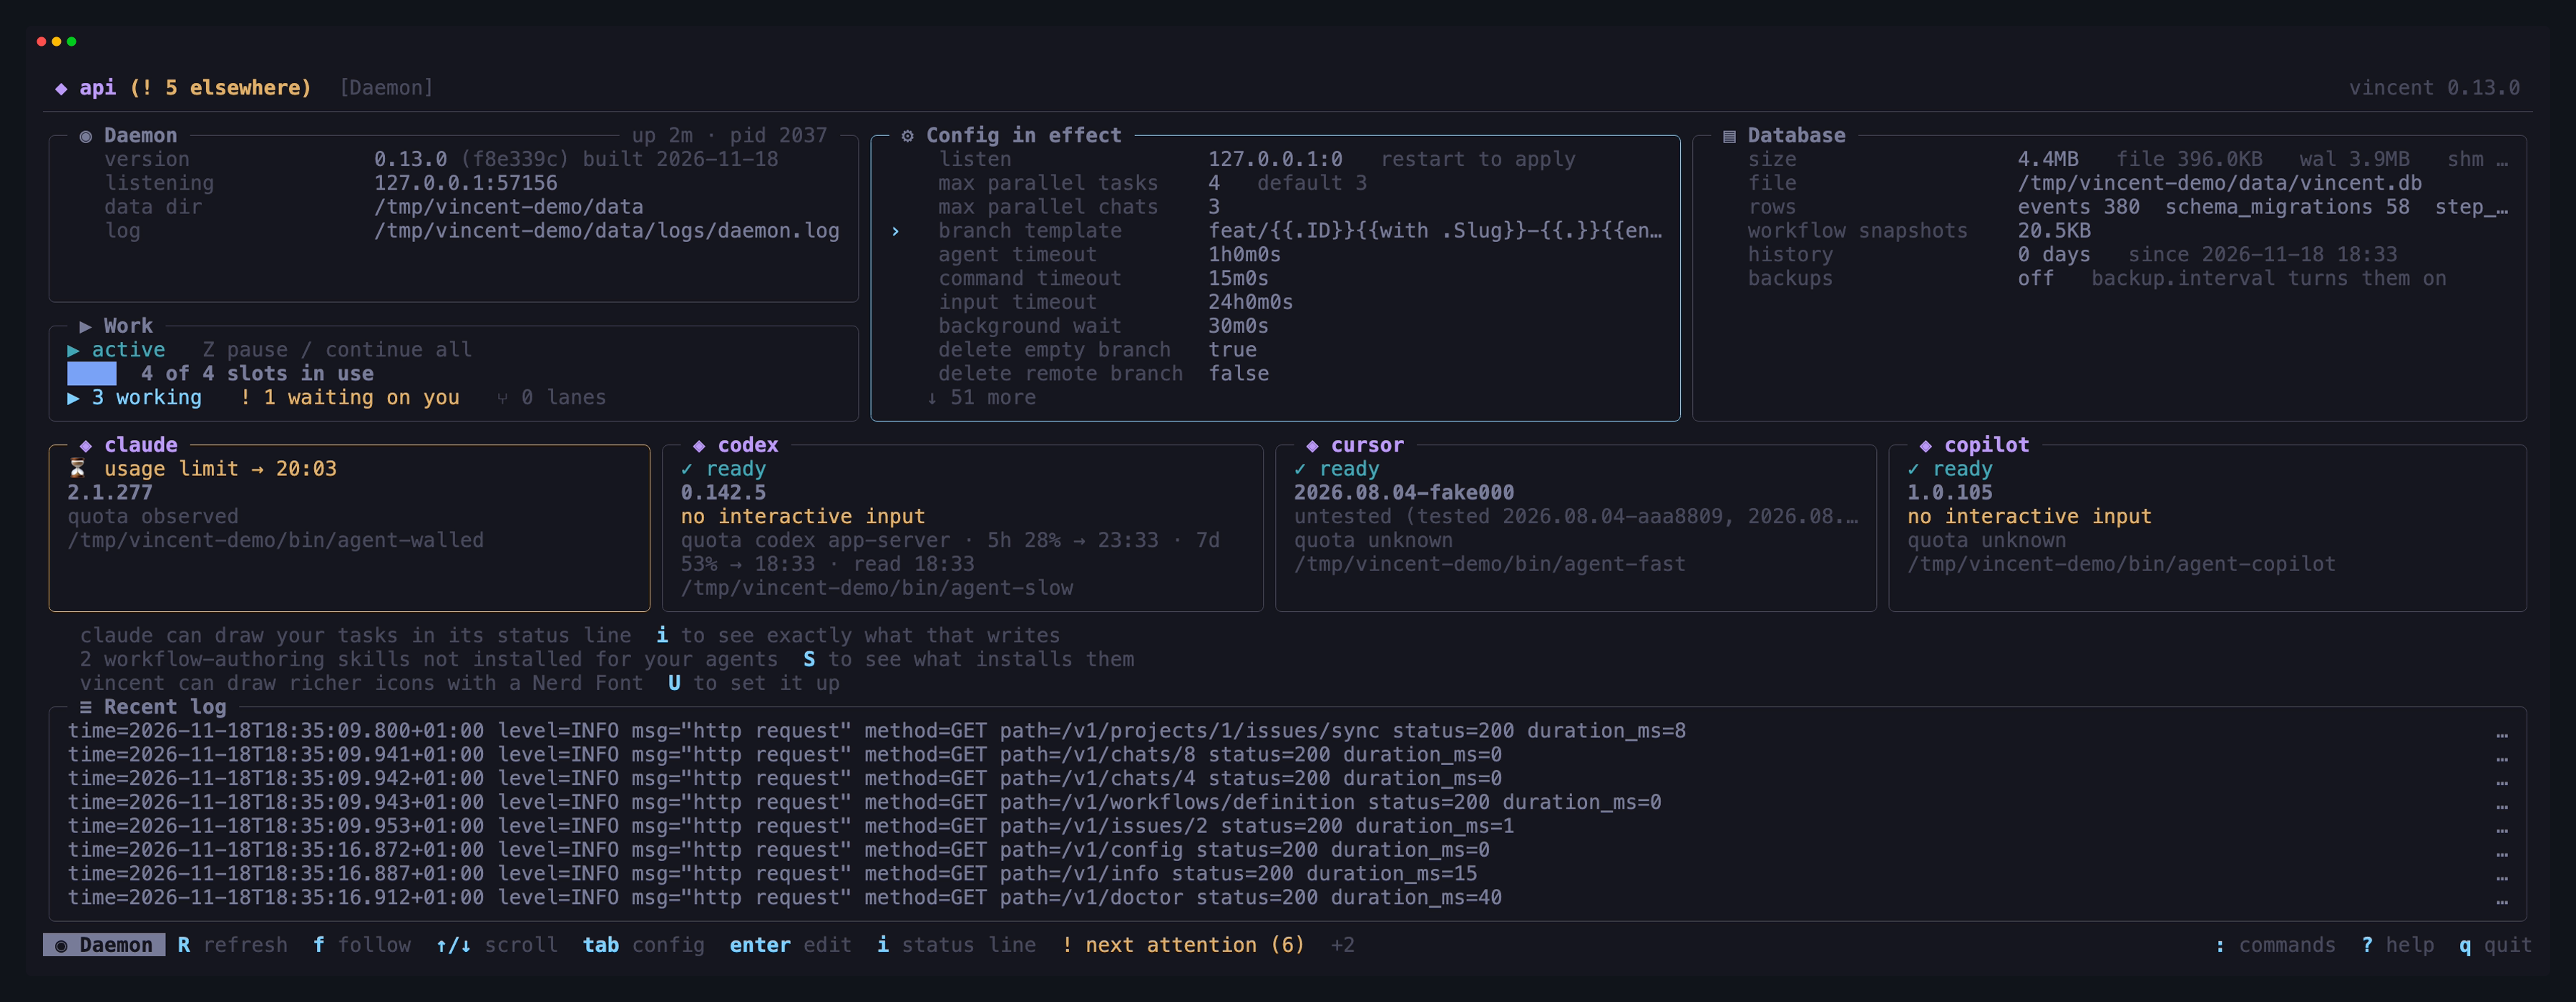 ◆ api (! 5 elsewhere) [Daemon] vincent 0.13.0
◉ Daemon up 2m · pid 2037
version 0.13.0 (f8e339c) built 2026-11-18
listening 127.0.0.1:57156
data dir /tmp/vincent-demo/data
log /tmp/vincent-demo/data/logs/daemon.log
▶ Work
▶ active Z pause / continue all
4 of 4 slots in use
▶ 3 working ! 1 waiting on you ⑂ 0 lanes
⚙ Config in effect
listen 127.0.0.1:0 restart to apply
max parallel tasks 4 default 3
max parallel chats 3
› branch template feat/{{.ID}}{{with .Slug}}-{{.}}{{en…
agent timeout 1h0m0s
command timeout 15m0s
input timeout 24h0m0s
background wait 30m0s
delete empty branch true
delete remote branch false
↓ 51 more
▤ Database
size 4.4MB file 396.0KB wal 3.9MB shm …
file /tmp/vincent-demo/data/vincent.db
rows events 380 schema_migrations 58 step_…
workflow snapshots 20.5KB
history 0 days since 2026-11-18 18:33
backups off backup.interval turns them on
◈ claude
⏳ usage limit → 20:03
2.1.277
quota observed
/tmp/vincent-demo/bin/agent-walled
◈ codex
✓ ready
0.142.5
no interactive input
quota codex app-server · 5h 28% → 23:33 · 7d
53% → 18:33 · read 18:33
/tmp/vincent-demo/bin/agent-slow
◈ cursor
✓ ready
2026.08.04-fake000
untested (tested 2026.08.04-aaa8809, 2026.08.…
quota unknown
/tmp/vincent-demo/bin/agent-fast
◈ copilot
✓ ready
1.0.105
no interactive input
quota unknown
/tmp/vincent-demo/bin/agent-copilot
claude can draw your tasks in its status line i to see exactly what that writes
2 workflow-authoring skills not installed for your agents S to see what installs them
vincent can draw richer icons with a Nerd Font U to set it up
≡ Recent log
time=2026-11-18T18:35:09.800+01:00 level=INFO msg="http request" method=GET path=/v1/projects/1/issues/sync status=200 duration_ms=8 …
time=2026-11-18T18:35:09.941+01:00 level=INFO msg="http request" method=GET path=/v1/chats/8 status=200 duration_ms=0 …
time=2026-11-18T18:35:09.942+01:00 level=INFO msg="http request" method=GET path=/v1/chats/4 status=200 duration_ms=0 …
time=2026-11-18T18:35:09.943+01:00 level=INFO msg="http request" method=GET path=/v1/workflows/definition status=200 duration_ms=0 …
time=2026-11-18T18:35:09.953+01:00 level=INFO msg="http request" method=GET path=/v1/issues/2 status=200 duration_ms=1 …
time=2026-11-18T18:35:16.872+01:00 level=INFO msg="http request" method=GET path=/v1/config status=200 duration_ms=0 …
time=2026-11-18T18:35:16.887+01:00 level=INFO msg="http request" method=GET path=/v1/info status=200 duration_ms=15 …
time=2026-11-18T18:35:16.912+01:00 level=INFO msg="http request" method=GET path=/v1/doctor status=200 duration_ms=40 …
◉ Daemon R refresh f follow ↑/↓ scroll tab config enter edit i status line ! next attention (6) +2 : commands ? help q quit